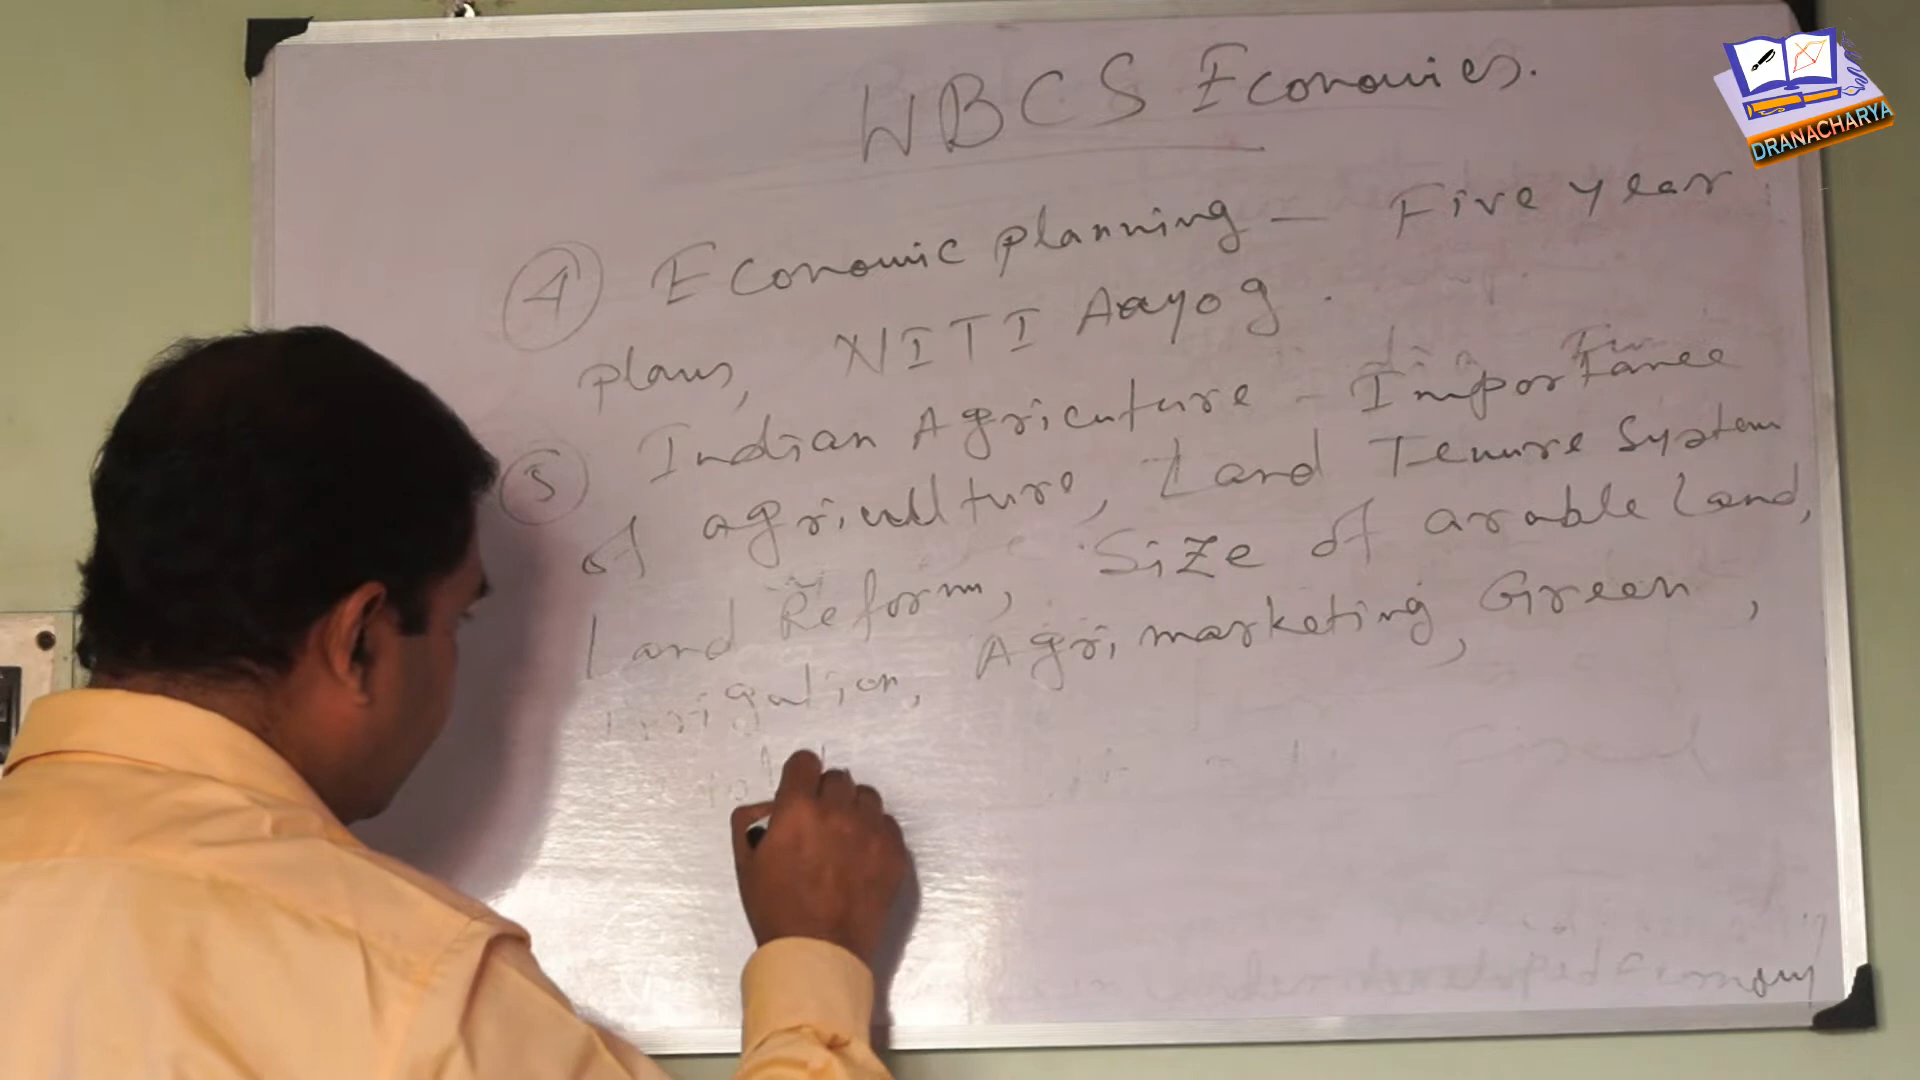 WBCS Economics.
④ Economic planning - Five year
plans, NITI Aayog.
⑤ Indian Agricuture - Importance
of agriculture, Land Tenure System
land Reform, Size of arable land,
irrigation, Agri marketing, Green,
DRANACHARYA